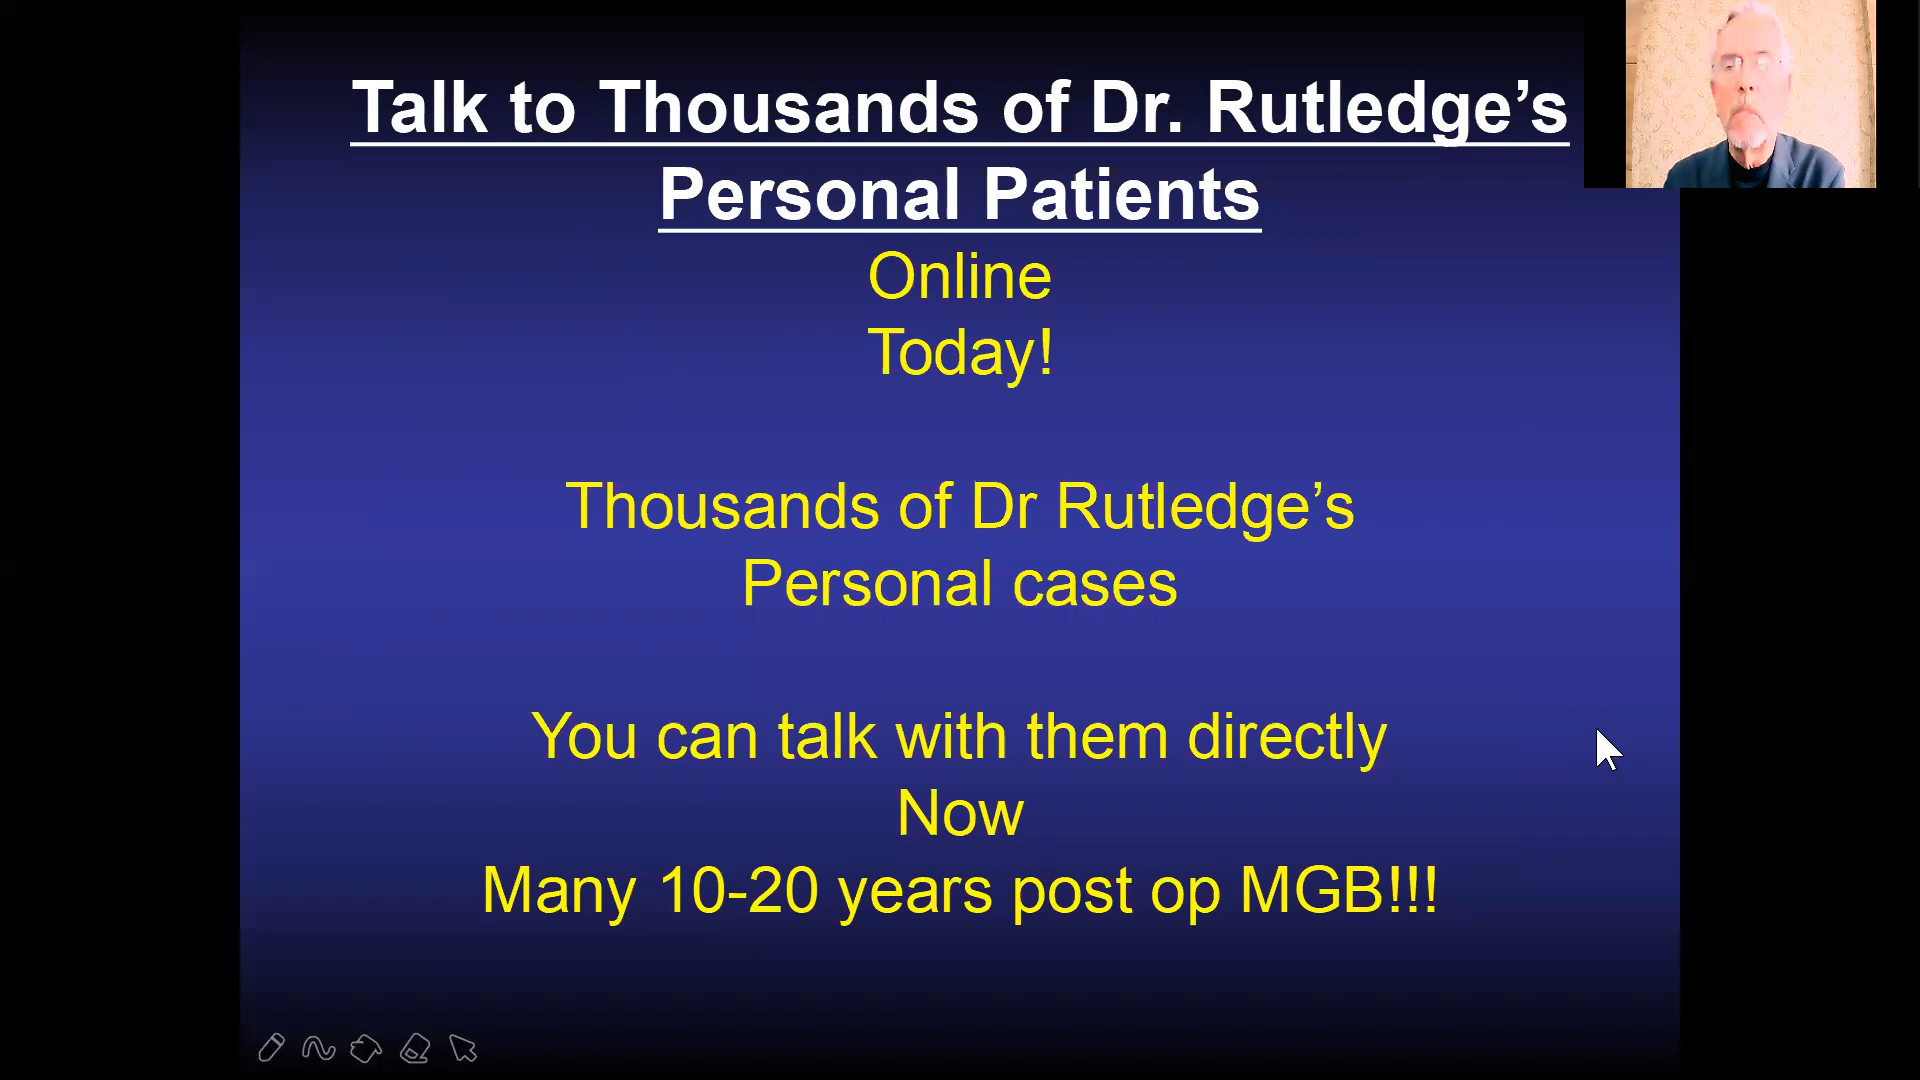 Talk to Thousands of Dr. Rutledge’s
Personal Patients
Online
Today!
Thousands of Dr Rutledge’s
Personal cases
You can talk with them directly
Now
Many 10-20 years post op MGB!!!